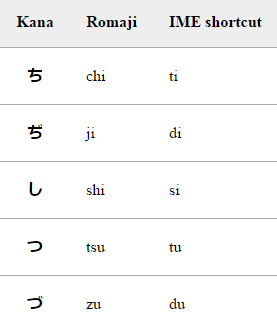 Kana Romaji IME shortcut
ち chi ti
ぢ ji di
し shi si
つ tsu tu
づ zu du